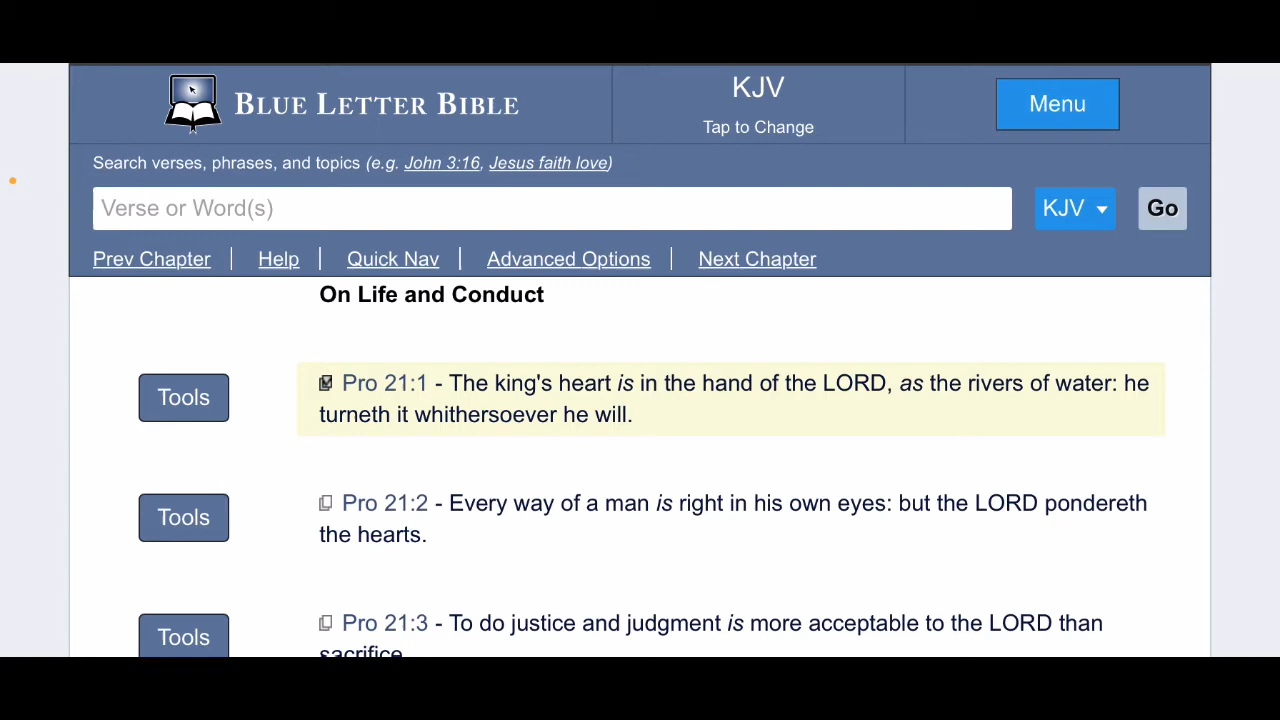 BLUE LETTER BIBLE
KJV
Tap to Change
Menu
Search verses, phrases, and topics (e.g. John 3:16, Jesus faith love)
Verse or Word(s)
KJV
Go
Prev Chapter | Help | Quick Nav | Advanced Options | Next Chapter
On Life and Conduct
Tools
Pro 21:1 - The king's heart is in the hand of the LORD, as the rivers of water: he
turneth it whithersoever he will.
Tools
Pro 21:2 - Every way of a man is right in his own eyes: but the LORD pondereth
the hearts.
Tools
Pro 21:3 - To do justice and judgment is more acceptable to the LORD than
sacrifice